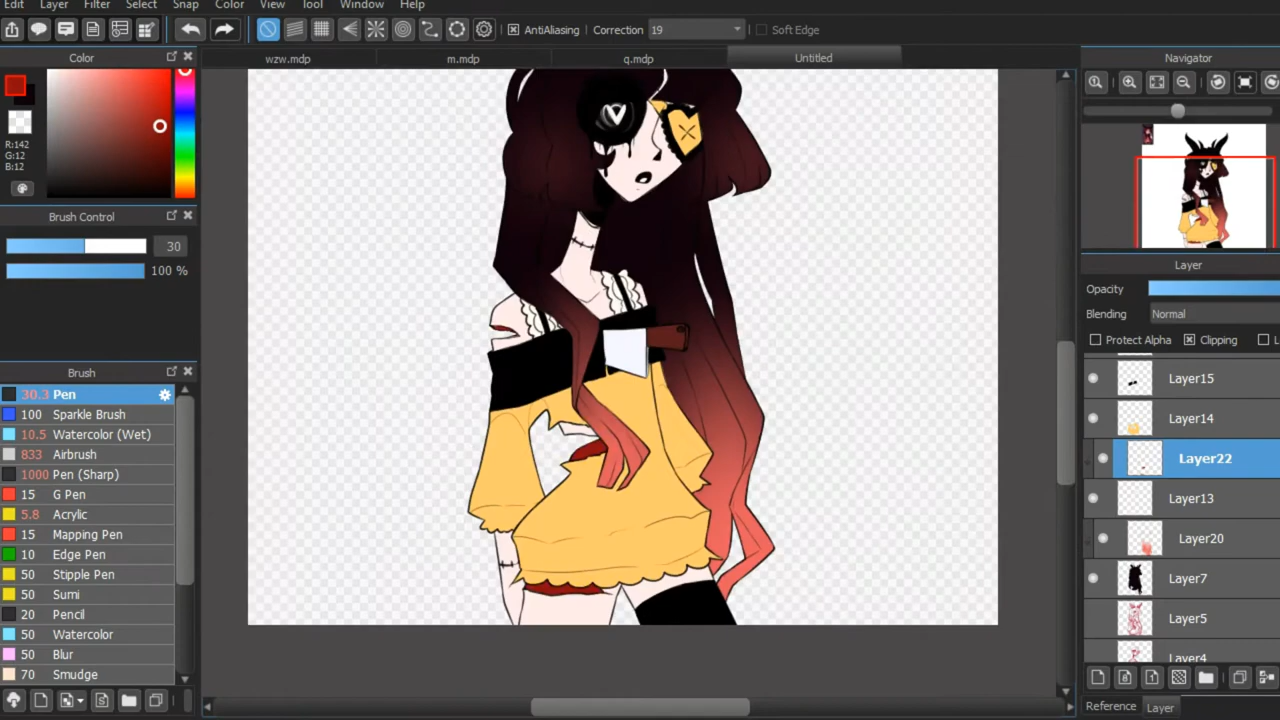 Edit Layer Filter Select Snap Color View Tool Window Help
AntiAliasing Correction 19 Soft Edge
Color wzw.mdp m.mdp q.mdp Untitled Navigator
R:142
G:12
B:12
Brush Control
30
100 %
Layer
Opacity
Blending Normal
Protect Alpha Clipping L
Brush
30.3 Pen
100 Sparkle Brush
10.5 Watercolor (Wet)
833 Airbrush
1000 Pen (Sharp)
15 G Pen
5.8 Acrylic
15 Mapping Pen
10 Edge Pen
50 Stipple Pen
50 Sumi
20 Pencil
50 Watercolor
50 Blur
70 Smudge
Layer15
Layer14
Layer22
Layer13
Layer20
Layer7
Layer5
Layer4
Reference Layer